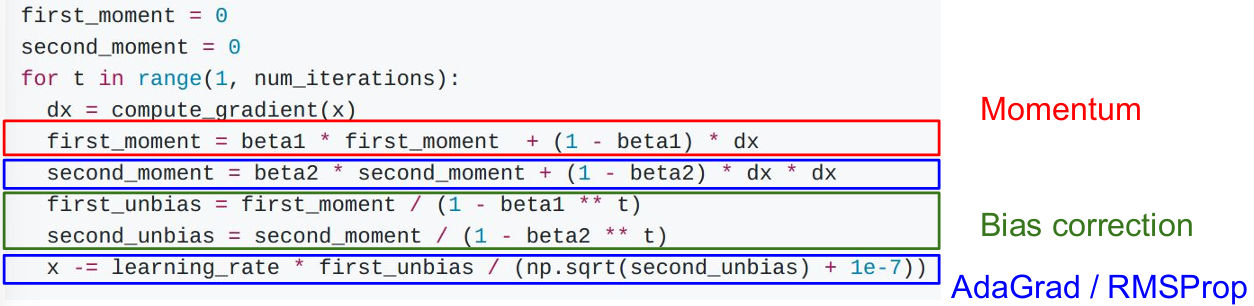 first_moment = 0
second_moment = 0
for t in range(1, num_iterations):
dx = compute_gradient(x)
Momentum
first_moment = beta1 * first_moment + (1 - beta1) * dx
second_moment = beta2 * second_moment + (1 - beta2) * dx * dx
first_unbias = first_moment / (1 - beta1 ** t)
Bias correction
second_unbias = second_moment / (1 - beta2 ** t)
x -= learning_rate * first_unbias / (np.sqrt(second_unbias) + 1e-7))
AdaGrad / RMSProp